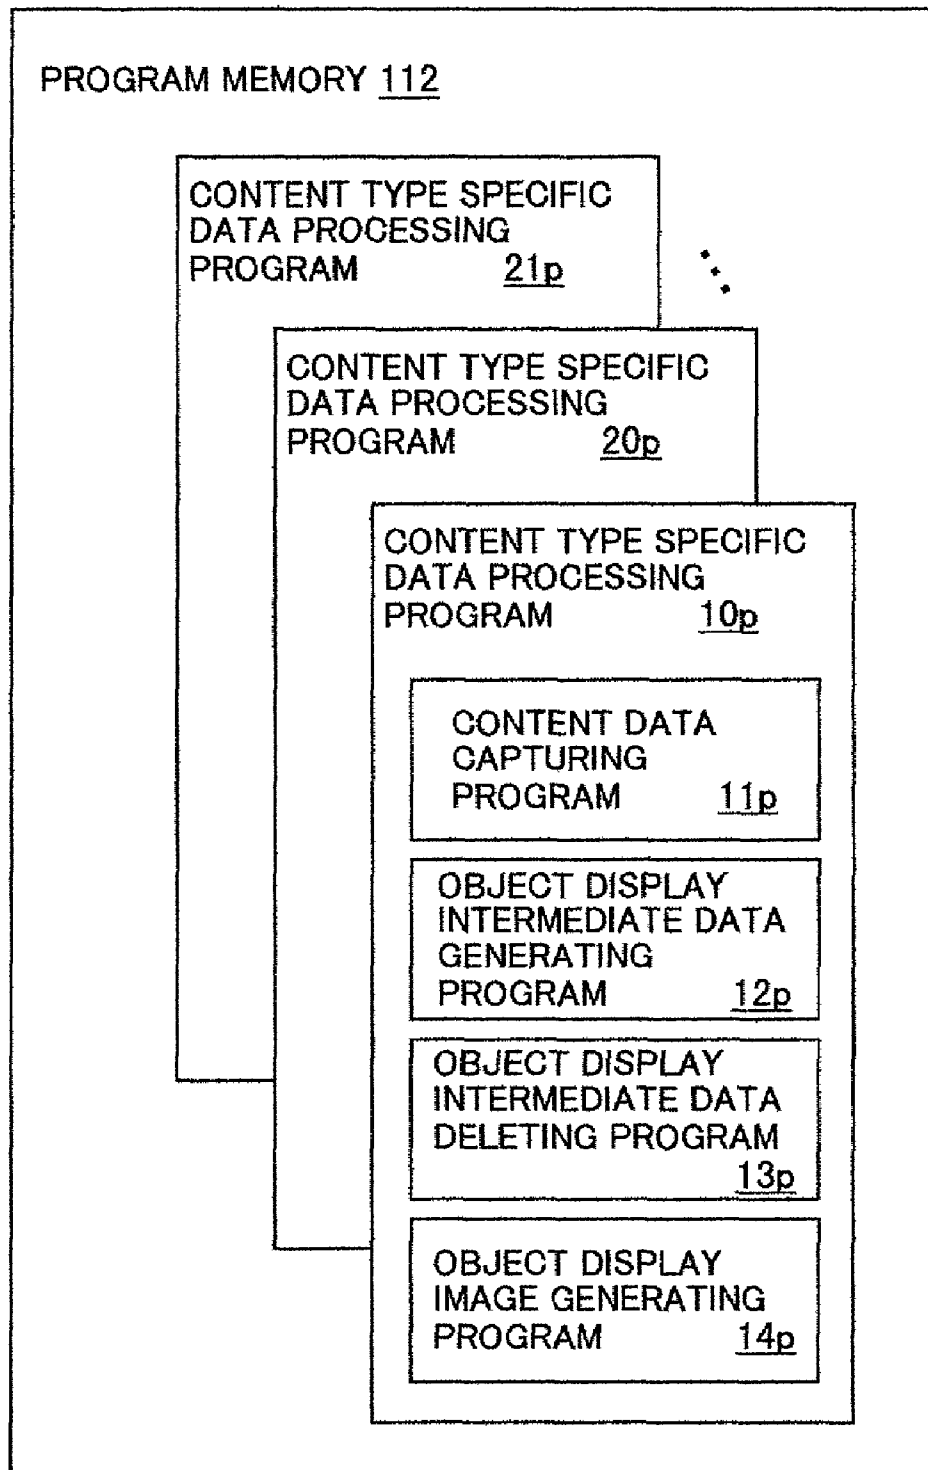 PROGRAM MEMORY 112
CONTENT TYPE SPECIFIC
DATA PROCESSING
PROGRAM 21p
CONTENT TYPE SPECIFIC
DATA PROCESSING
PROGRAM 20p
CONTENT TYPE SPECIFIC
DATA PROCESSING
PROGRAM 10p
CONTENT DATA
CAPTURING
PROGRAM 11p
OBJECT DISPLAY
INTERMEDIATE DATA
GENERATING
PROGRAM 12p
OBJECT DISPLAY
INTERMEDIATE DATA
DELETING PROGRAM
13p
OBJECT DISPLAY
IMAGE GENERATING
PROGRAM 14p